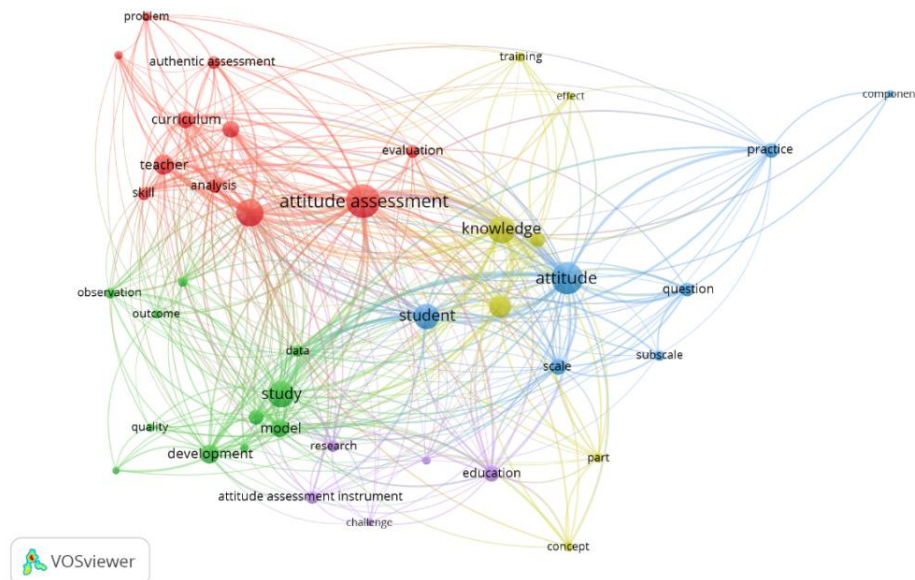 problem
training
authentic assessment
effect
componen
curriculum
practice
evaluation
teacher
skill
analysis
attitude assessment
knowledge
attitude
observation
question
student
outcome
data
subscale
scale
study
quality
model
research
development
part
education
attitude assessment instrument
challenge
concept
VOSviewer